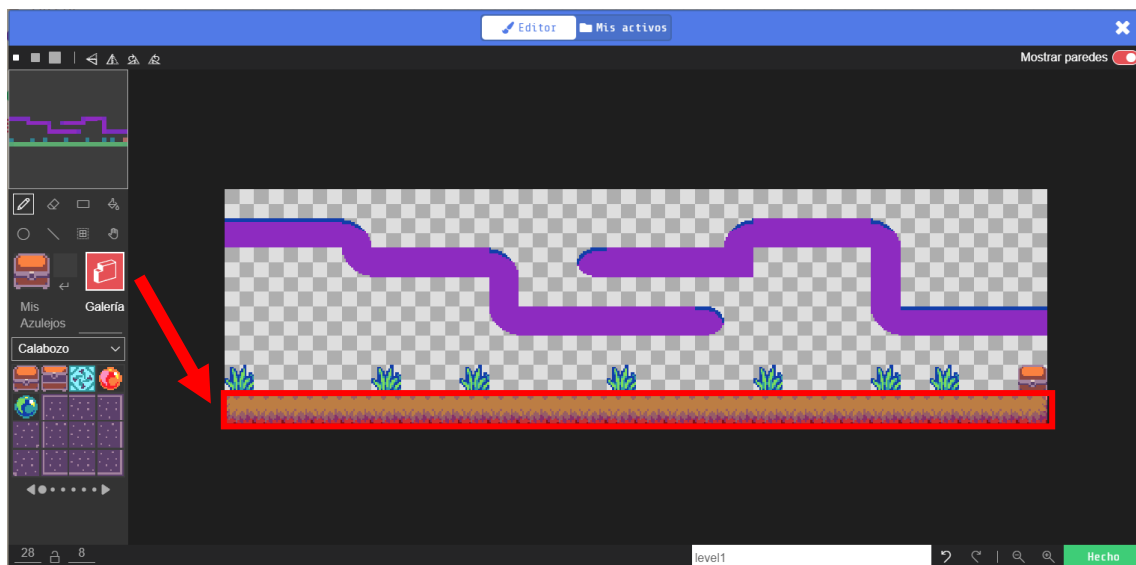 Editor
Mis activos
Mostrar paredes
Mis
Azulejos
Galería
Calabozo
28
8
level1
Hecho